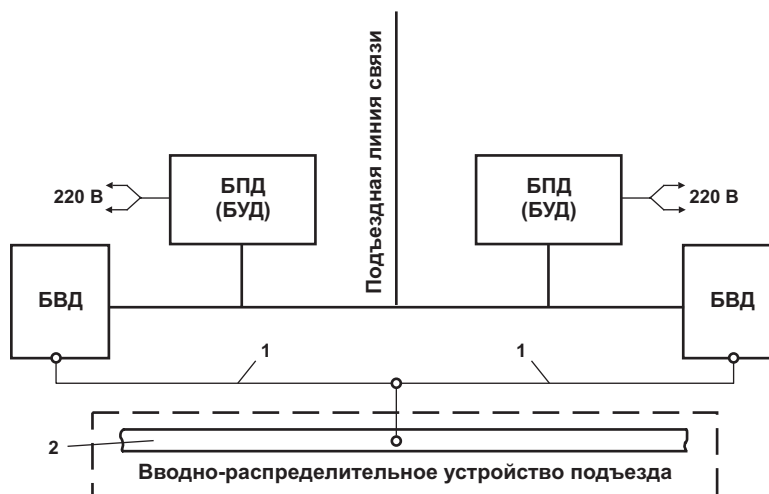 Подъездная линия связи
220 В
БПД
(БУД)
БПД
(БУД)
220 В
БВД
БВД
1
1
2
Вводно-распределительное устройство подъезда